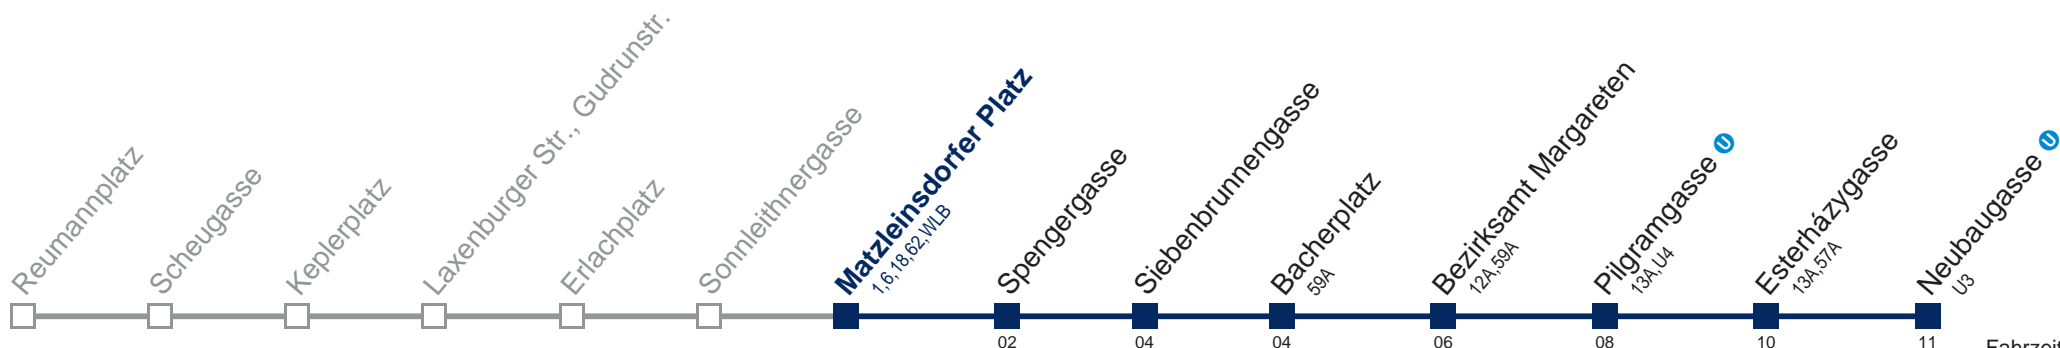 Reumannplatz
Scheugasse
Keplerplatz
Laxenburger Str., Gudrunstr.
Erlachplatz
Sonnleithnergasse
Matzleinsdorfer Platz
1,6,18,62,WLB
Spengergasse
Siebenbrunnengasse
Bacherplatz
59A
Bezirksamt Margareten
12A,59A
Pilgramgasse U
13A,U4
Esterházygasse
13A,57A
Neubaugasse U
U3
02 04 04 06 08 10 11 Fahrzeit